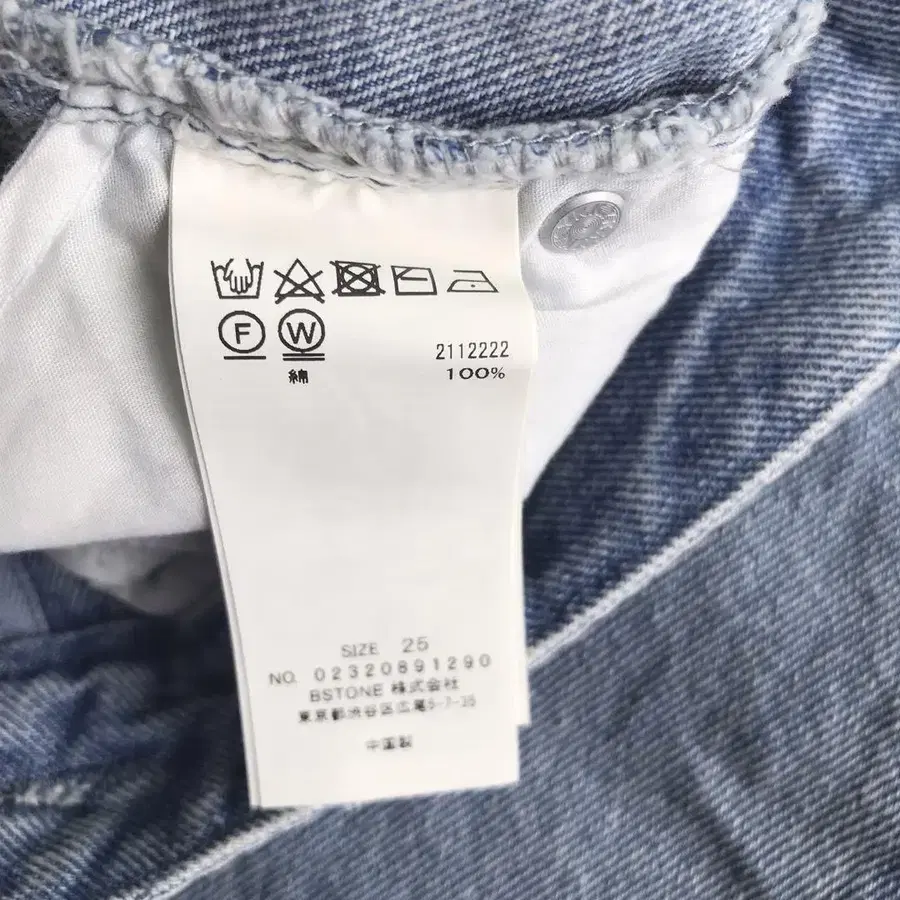 F W
2112222
綿 100%
SIZE 25
NO. 02320891290
BSTONE 株式会社
東京都渋谷区広尾5-7-35
中国製